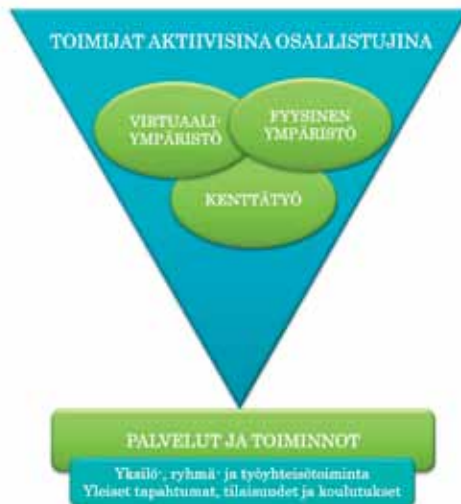 TOIMIJAT AKTIIVISINA OSALLISTUJINA
VIRTUAALI-
YMPÄRISTÖ
FYYSINEN
YMPÄRISTÖ
KENTTÄTYÖ
PALVELUT JA TOIMINNOT
Yksilö-, ryhmä- ja työyhteisötoiminta
Yleiset tapahtumat, tilaisuudet ja koulutukset